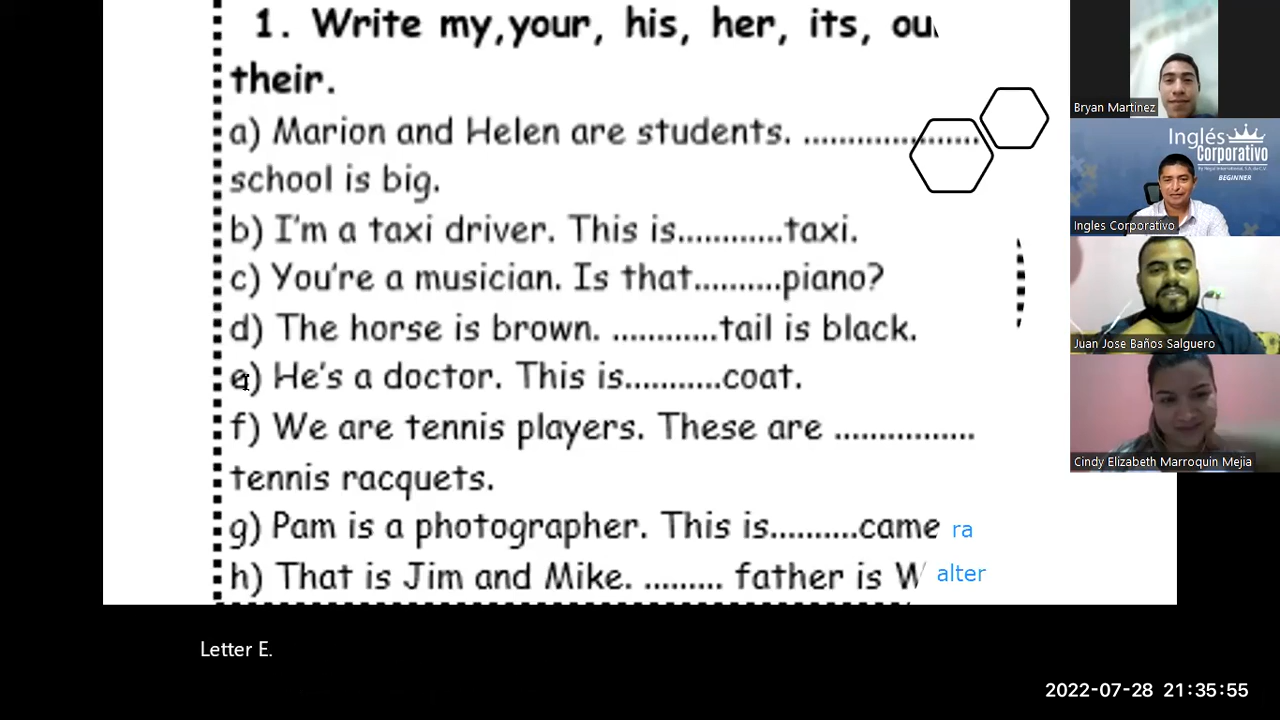 1. Write my,your, his, her, its, ou
their.
a) Marion and Helen are students. .....................
school is big.
b) I'm a taxi driver. This is............taxi.
c) You're a musician. Is that..........piano?
d) The horse is brown. ............tail is black.
e) He's a doctor. This is...........coat.
f) We are tennis players. These are ................
tennis racquets.
g) Pam is a photographer. This is..........came ra
h) That is Jim and Mike. ......... father is W alter
Letter E.
2022-07-28 21:35:55
Bryan Martinez
Inglés
Corporativo
BEGINNER
Ingles Corporativo
Juan Jose Baños Salguero
Cindy Elizabeth Marroquin Mejia